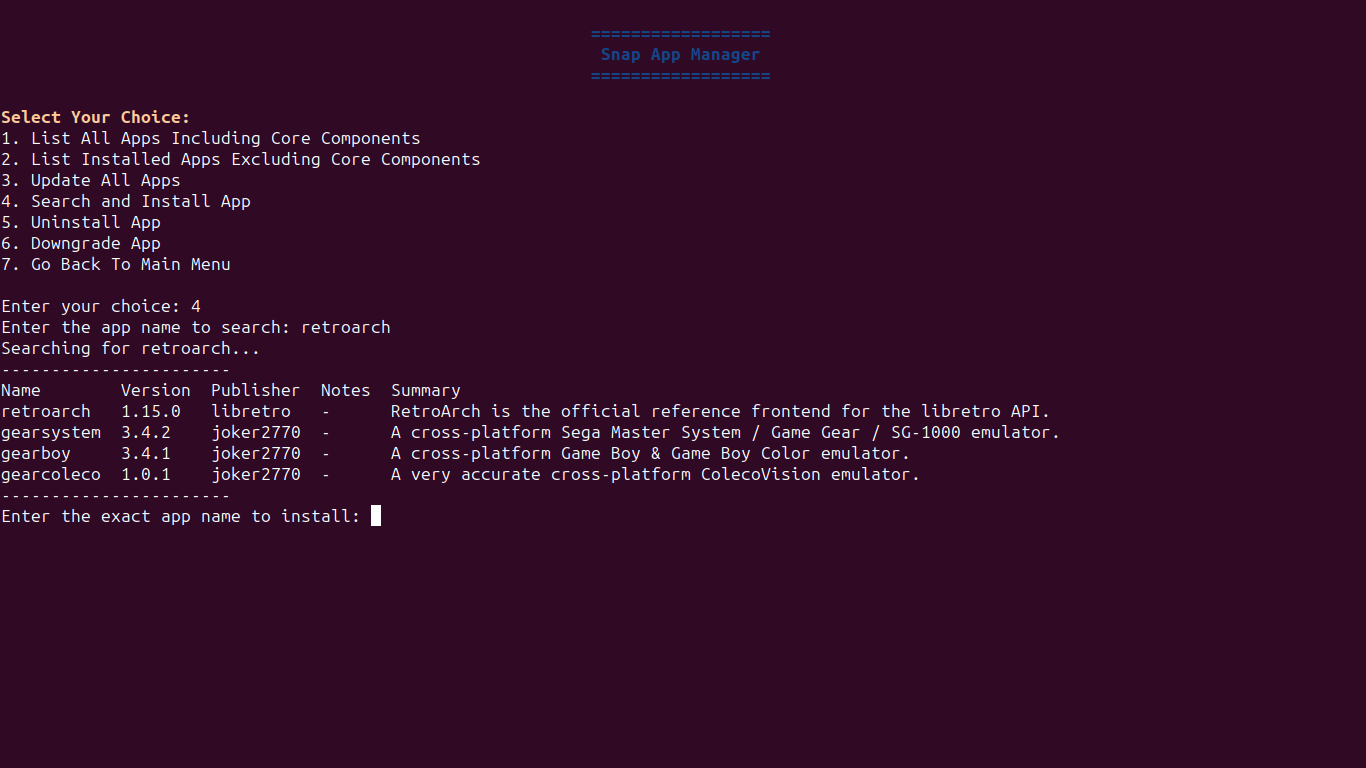 ==================
Snap App Manager
==================
Select Your Choice:
1. List All Apps Including Core Components
2. List Installed Apps Excluding Core Components
3. Update All Apps
4. Search and Install App
5. Uninstall App
6. Downgrade App
7. Go Back To Main Menu
Enter your choice: 4
Enter the app name to search: retroarch
Searching for retroarch...
-----------------------
Name        Version  Publisher  Notes  Summary
retroarch   1.15.0   libretro   -      RetroArch is the official reference frontend for the libretro API.
gearsystem  3.4.2    joker2770  -      A cross-platform Sega Master System / Game Gear / SG-1000 emulator.
gearboy     3.4.1    joker2770  -      A cross-platform Game Boy & Game Boy Color emulator.
gearcoleco  1.0.1    joker2770  -      A very accurate cross-platform ColecoVision emulator.
-----------------------
Enter the exact app name to install: